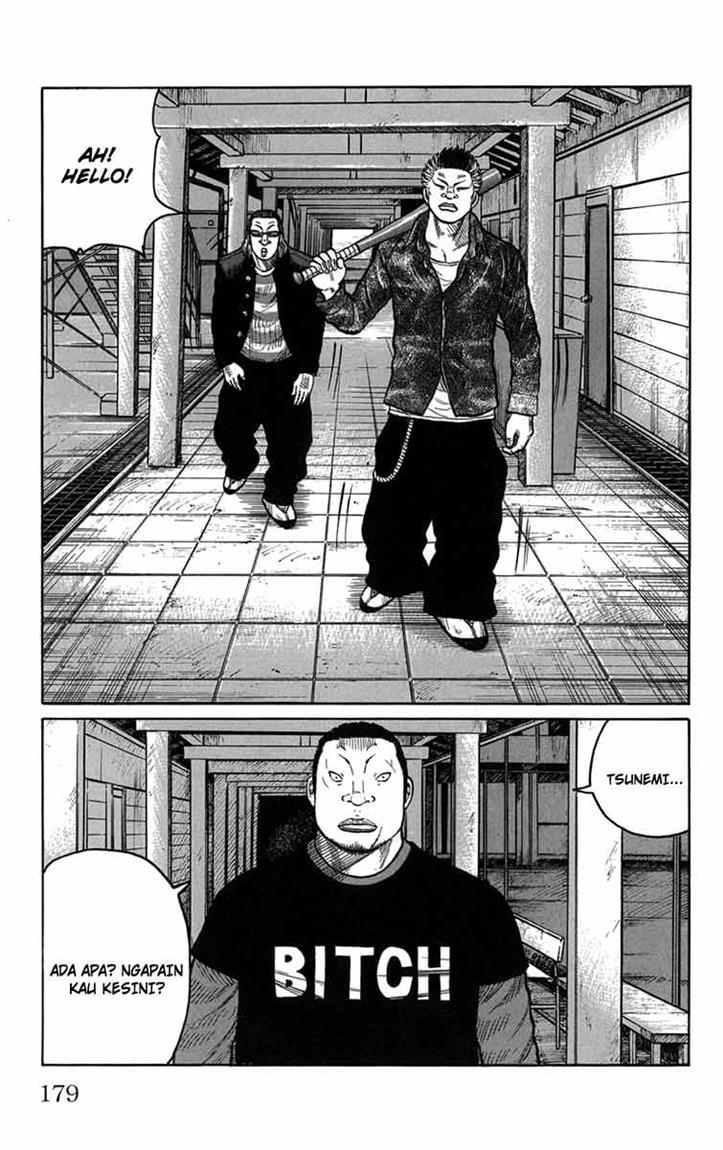 AH!
HELLO!
TSUNEMI...
ADA APA? NGAPAIN
KAU KESINI?
BITCH
179